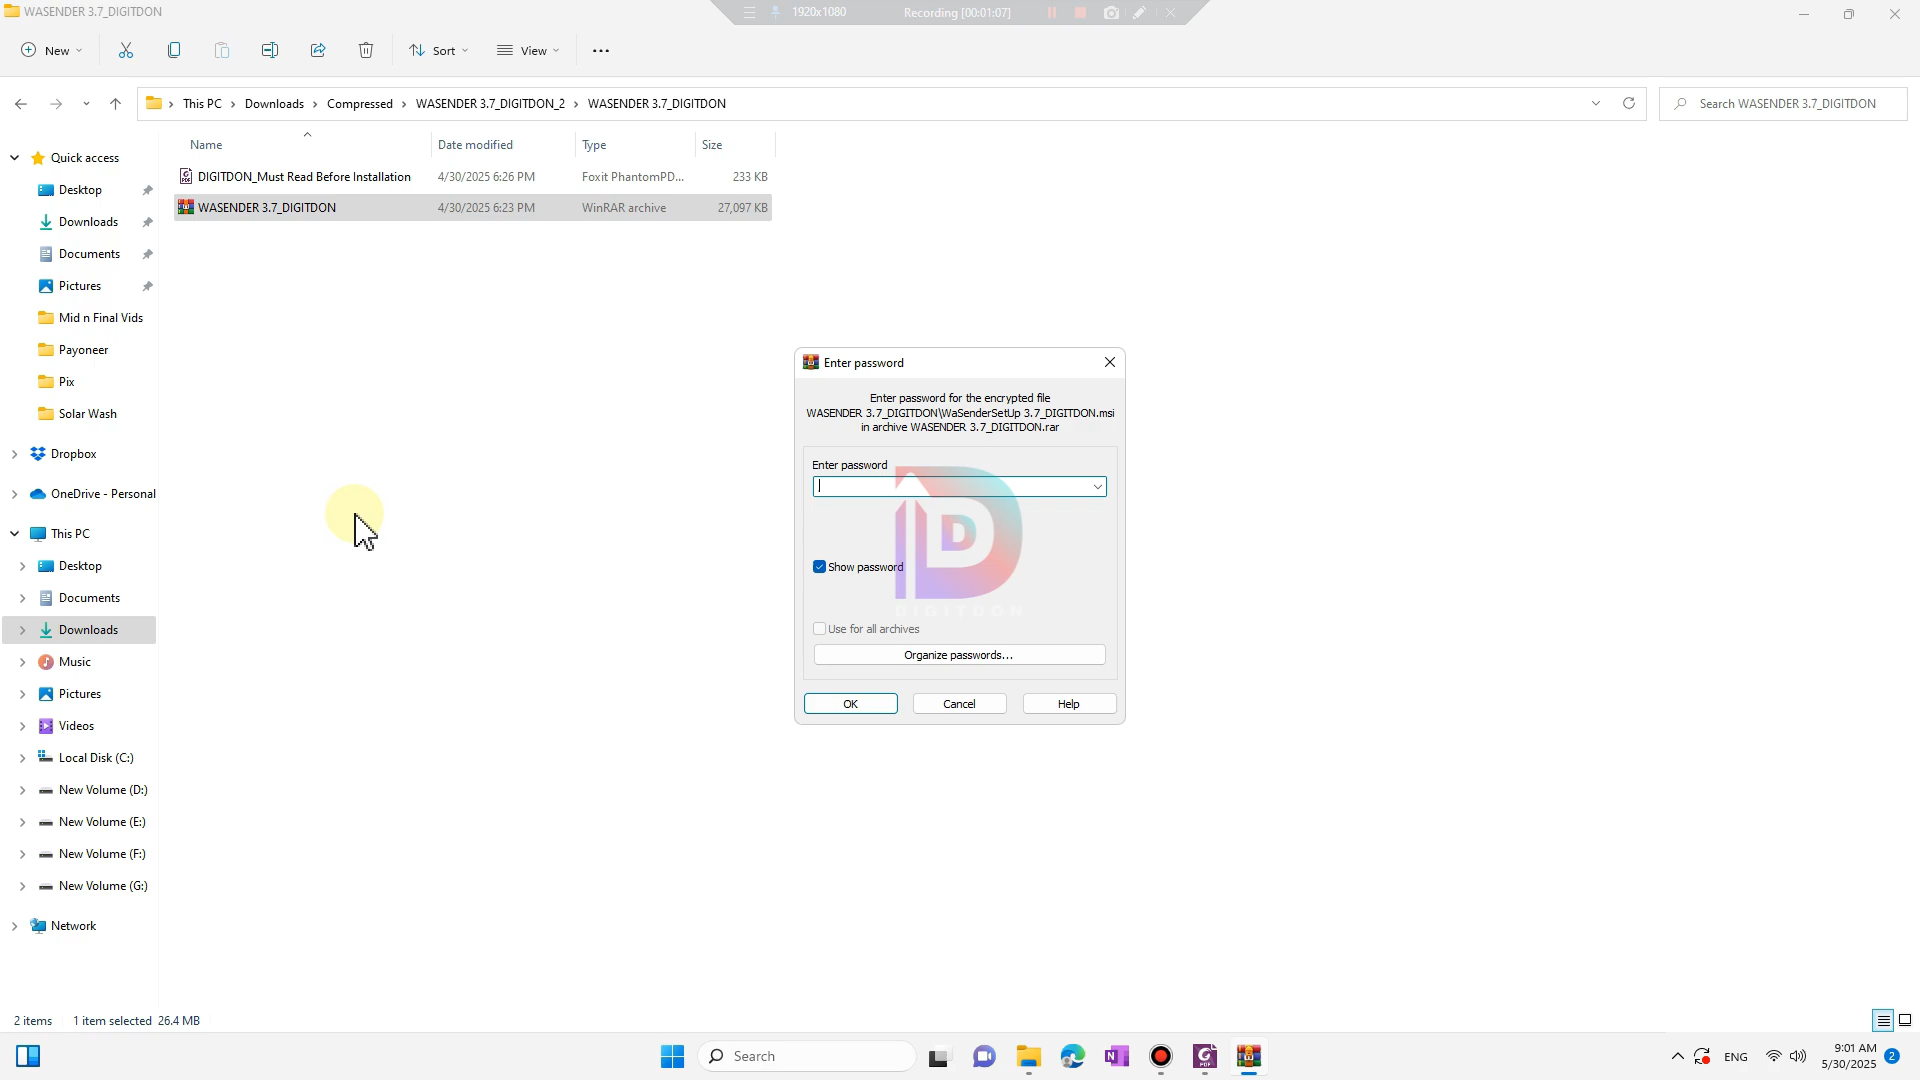 WASENDER 3.7_DIGITDON
1920x1080
Recording [00:01:07]
New
Sort
View
This PC
Downloads
Compressed
WASENDER 3.7_DIGITDON_2
WASENDER 3.7_DIGITDON
Search WASENDER 3.7_DIGITDON
Name
Date modified
Type
Size
DIGITDON_Must Read Before Installation
4/30/2025 6:26 PM
Foxit PhantomPD...
233 KB
WASENDER 3.7_DIGITDON
4/30/2025 6:23 PM
WinRAR archive
27,097 KB
Quick access
Desktop
Downloads
Documents
Pictures
Mid n Final Vids
Payoneer
Pix
Solar Wash
Dropbox
OneDrive - Personal
This PC
Desktop
Documents
Downloads
Music
Pictures
Videos
Local Disk (C:)
New Volume (D:)
New Volume (E:)
New Volume (F:)
New Volume (G:)
Network
Enter password
Enter password for the encrypted file
WASENDER 3.7_DIGITDON\WaSenderSetUp 3.7_DIGITDON.msi
in archive WASENDER 3.7_DIGITDON.rar
Enter password
Show password
DIGITDON
Use for all archives
Organize passwords...
OK
Cancel
Help
2 items
1 item selected 26.4 MB
Search
ENG
9:01 AM
5/30/2025
2